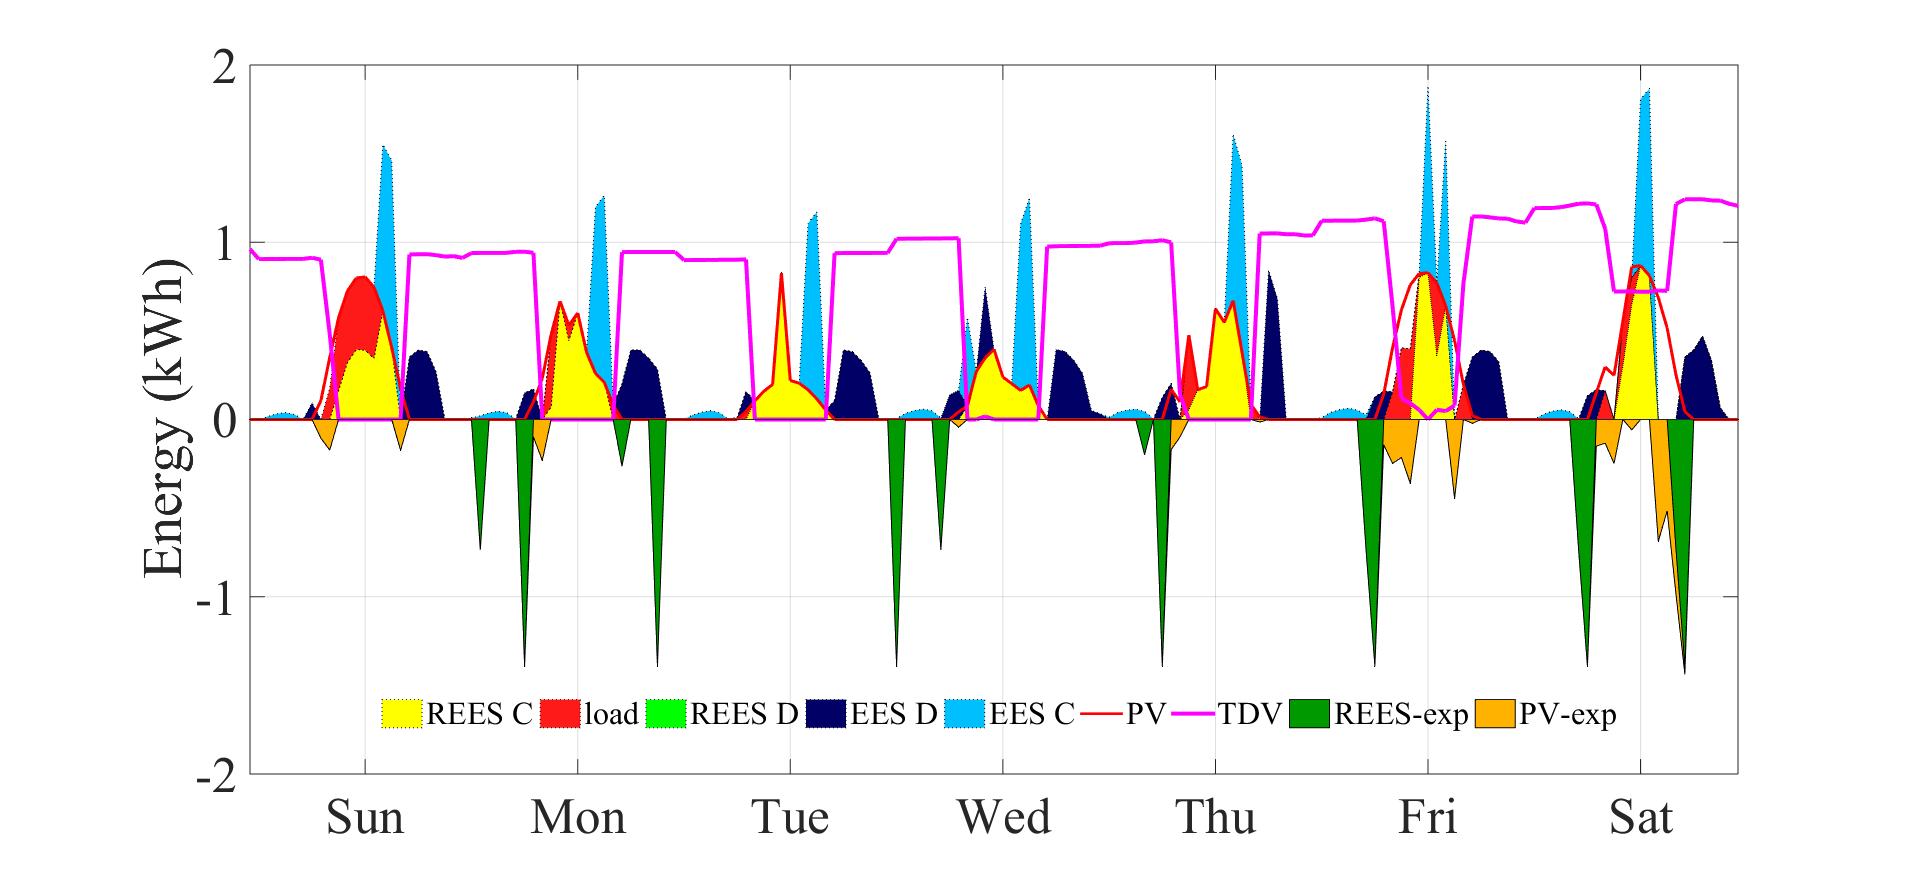 Energy (kWh)
2
1
0
-1
-2
REES C load REES D EES D EES C PV TDV REES-exp PV-exp
Sun Mon Tue Wed Thu Fri Sat